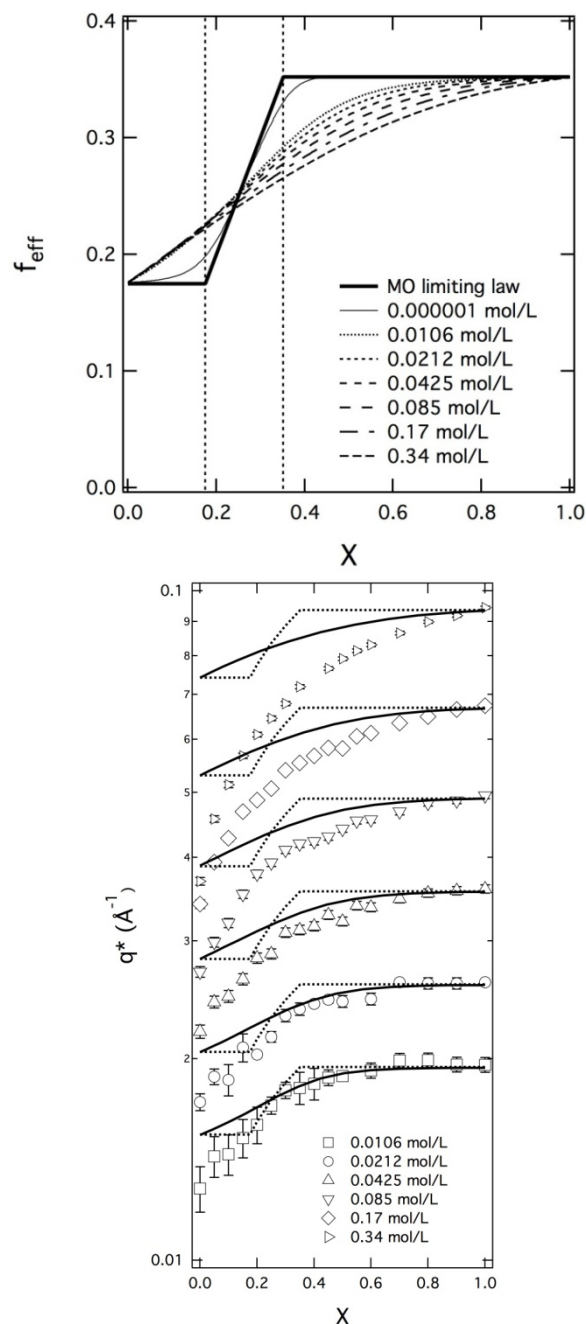 0.4
0.3
0.2
0.1
0.0
f_eff
MO limiting law
0.000001 mol/L
0.0106 mol/L
0.0212 mol/L
0.0425 mol/L
0.085 mol/L
0.17 mol/L
0.34 mol/L
0.0 0.2 0.4 0.6 0.8 1.0
X
0.1
9
8
7
6
5
4
3
2
0.01
q* (Å⁻¹)
0.0106 mol/L
0.0212 mol/L
0.0425 mol/L
0.085 mol/L
0.17 mol/L
0.34 mol/L
0.0 0.2 0.4 0.6 0.8 1.0
X